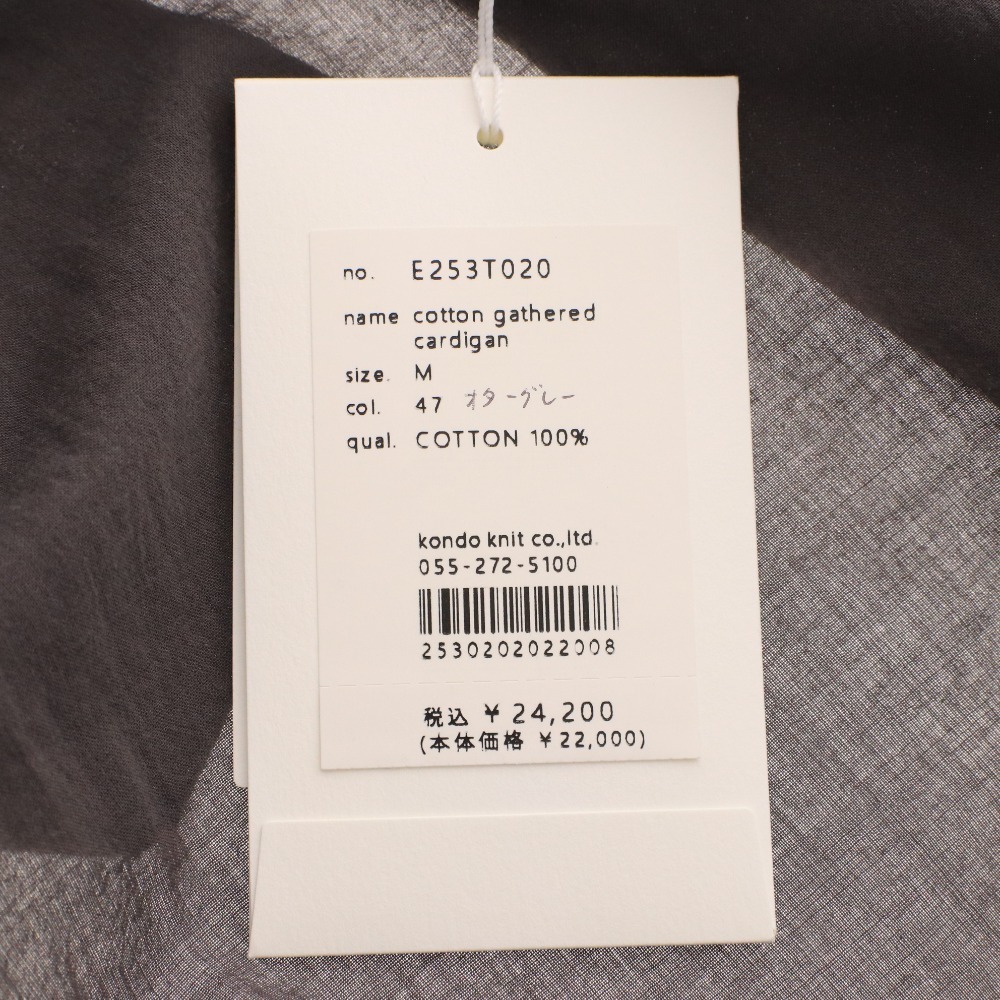 no. E253T020
name cotton gathered
cardigan
size. M
col. 47 オターグレー
qual. COTTON 100%
kondo knit co.,ltd.
055-272-5100
2530202022008
税込 ¥ 24,200
(本体価格 ¥22,000)